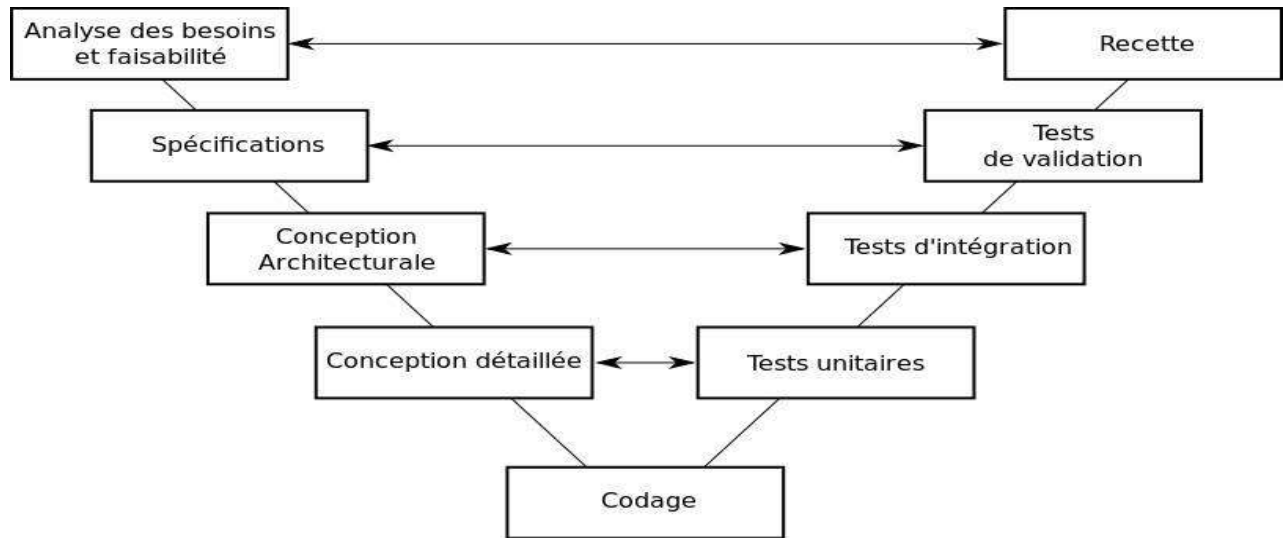 Analyse des besoins
et faisabilité
Recette
Spécifications
Tests
de validation
Conception
Architecturale
Tests d'intégration
Conception détaillée
Tests unitaires
Codage